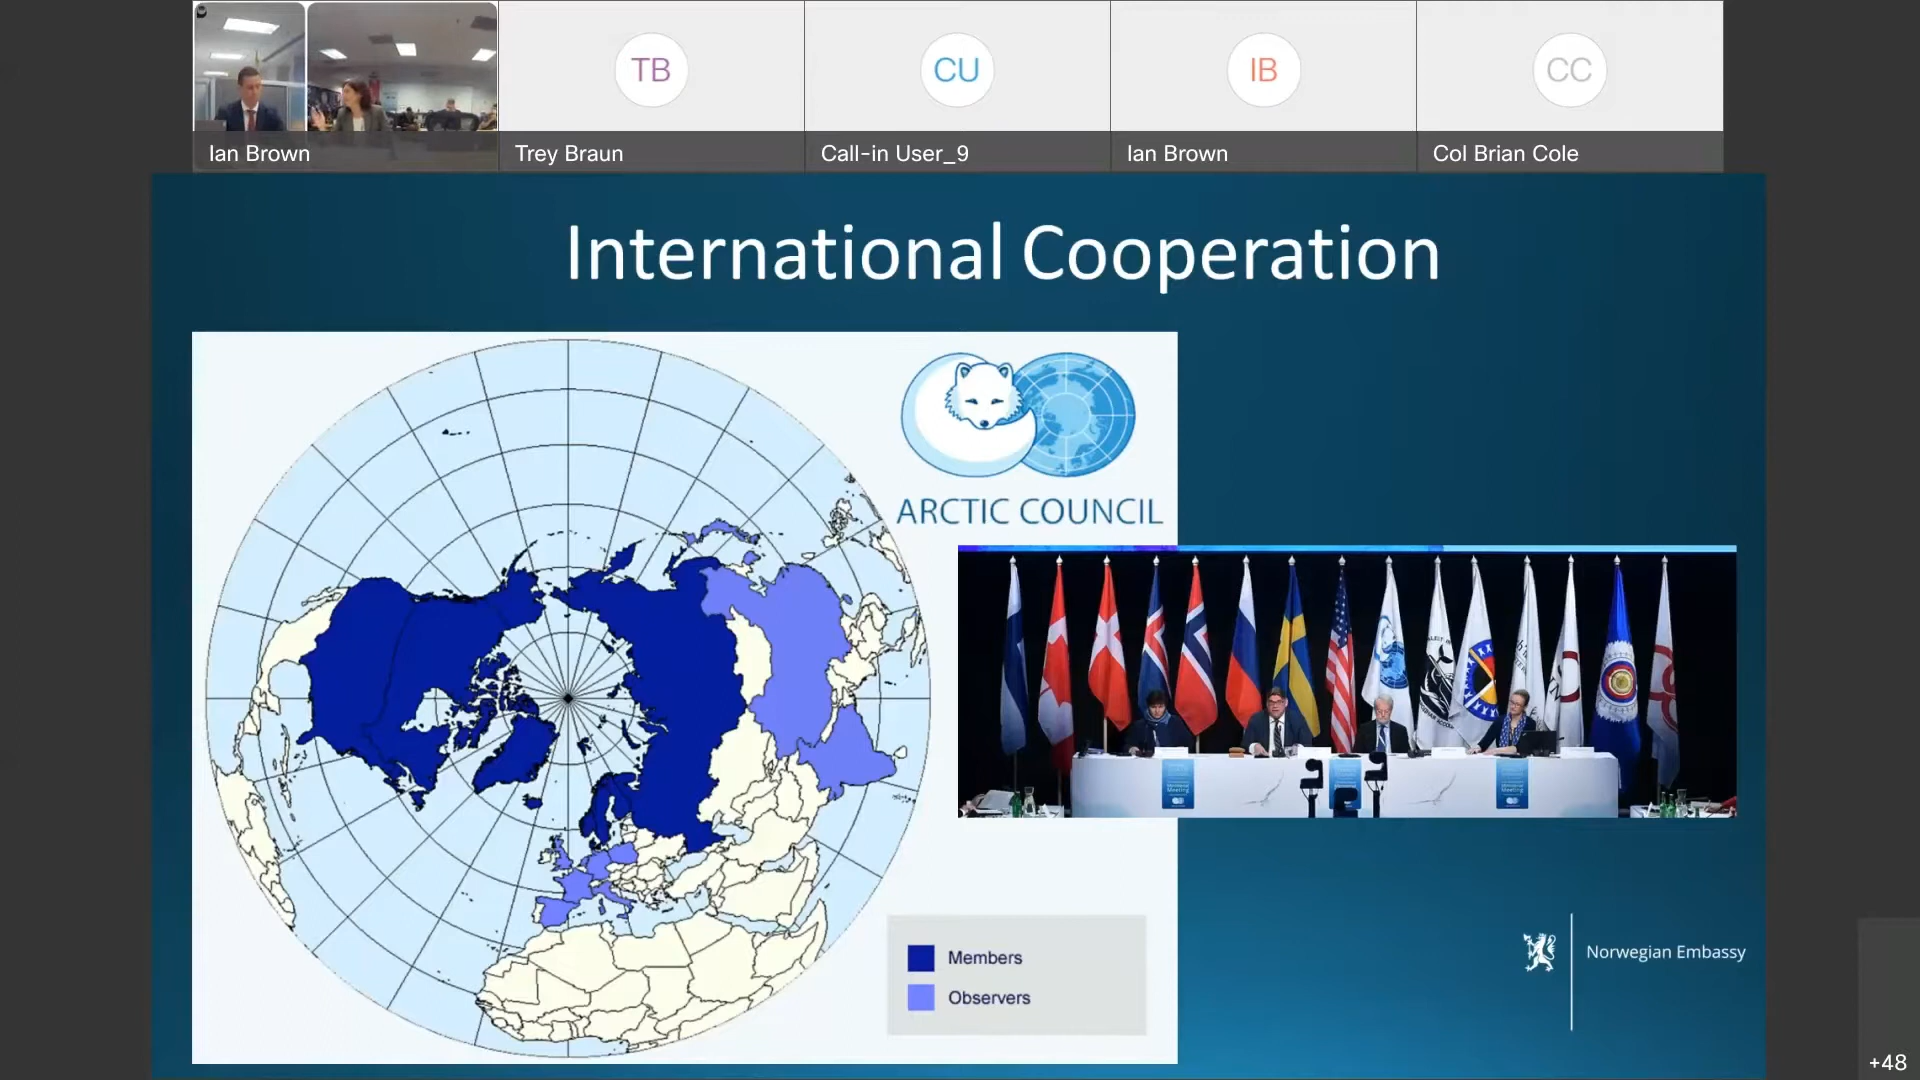 TB
CU
IB
CC
Ian Brown
Trey Braun
Call-in User_9
Ian Brown
Col Brian Cole
International Cooperation
ARCTIC COUNCIL
Members
Observers
Norwegian Embassy
+48